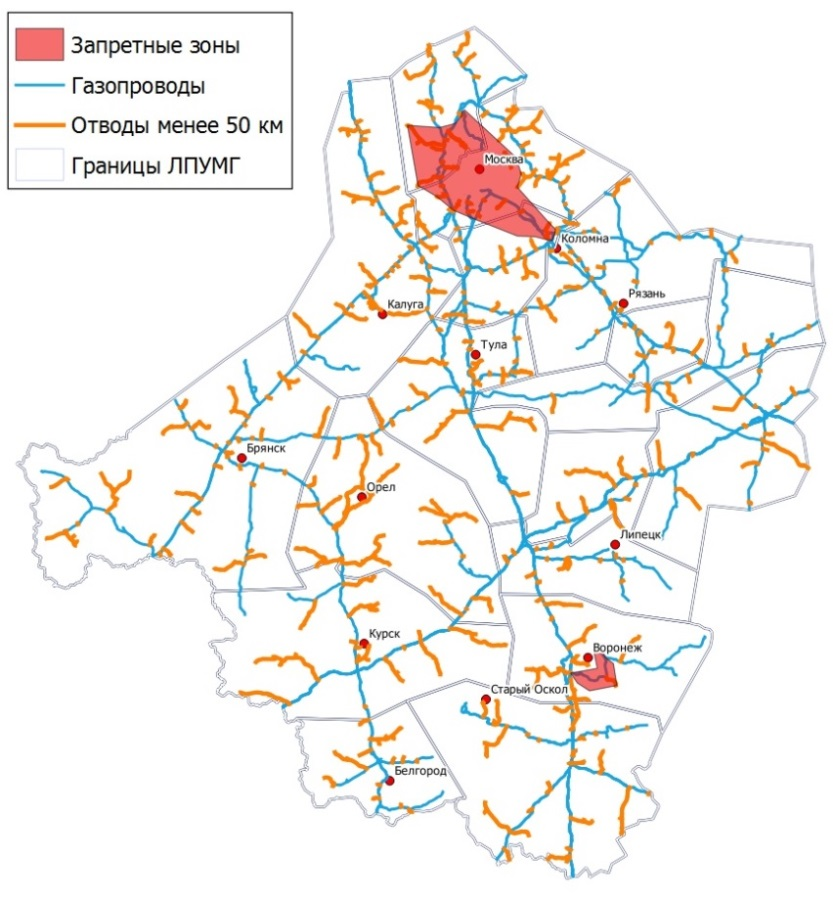 Запретные зоны
Газопроводы
Отводы менее 50 км
Границы ЛПУМГ
Москва
Коломна
Рязань
Калуга
Тула
Брянск
Орел
Липецк
Курск
Воронеж
Старый Оскол
Белгород